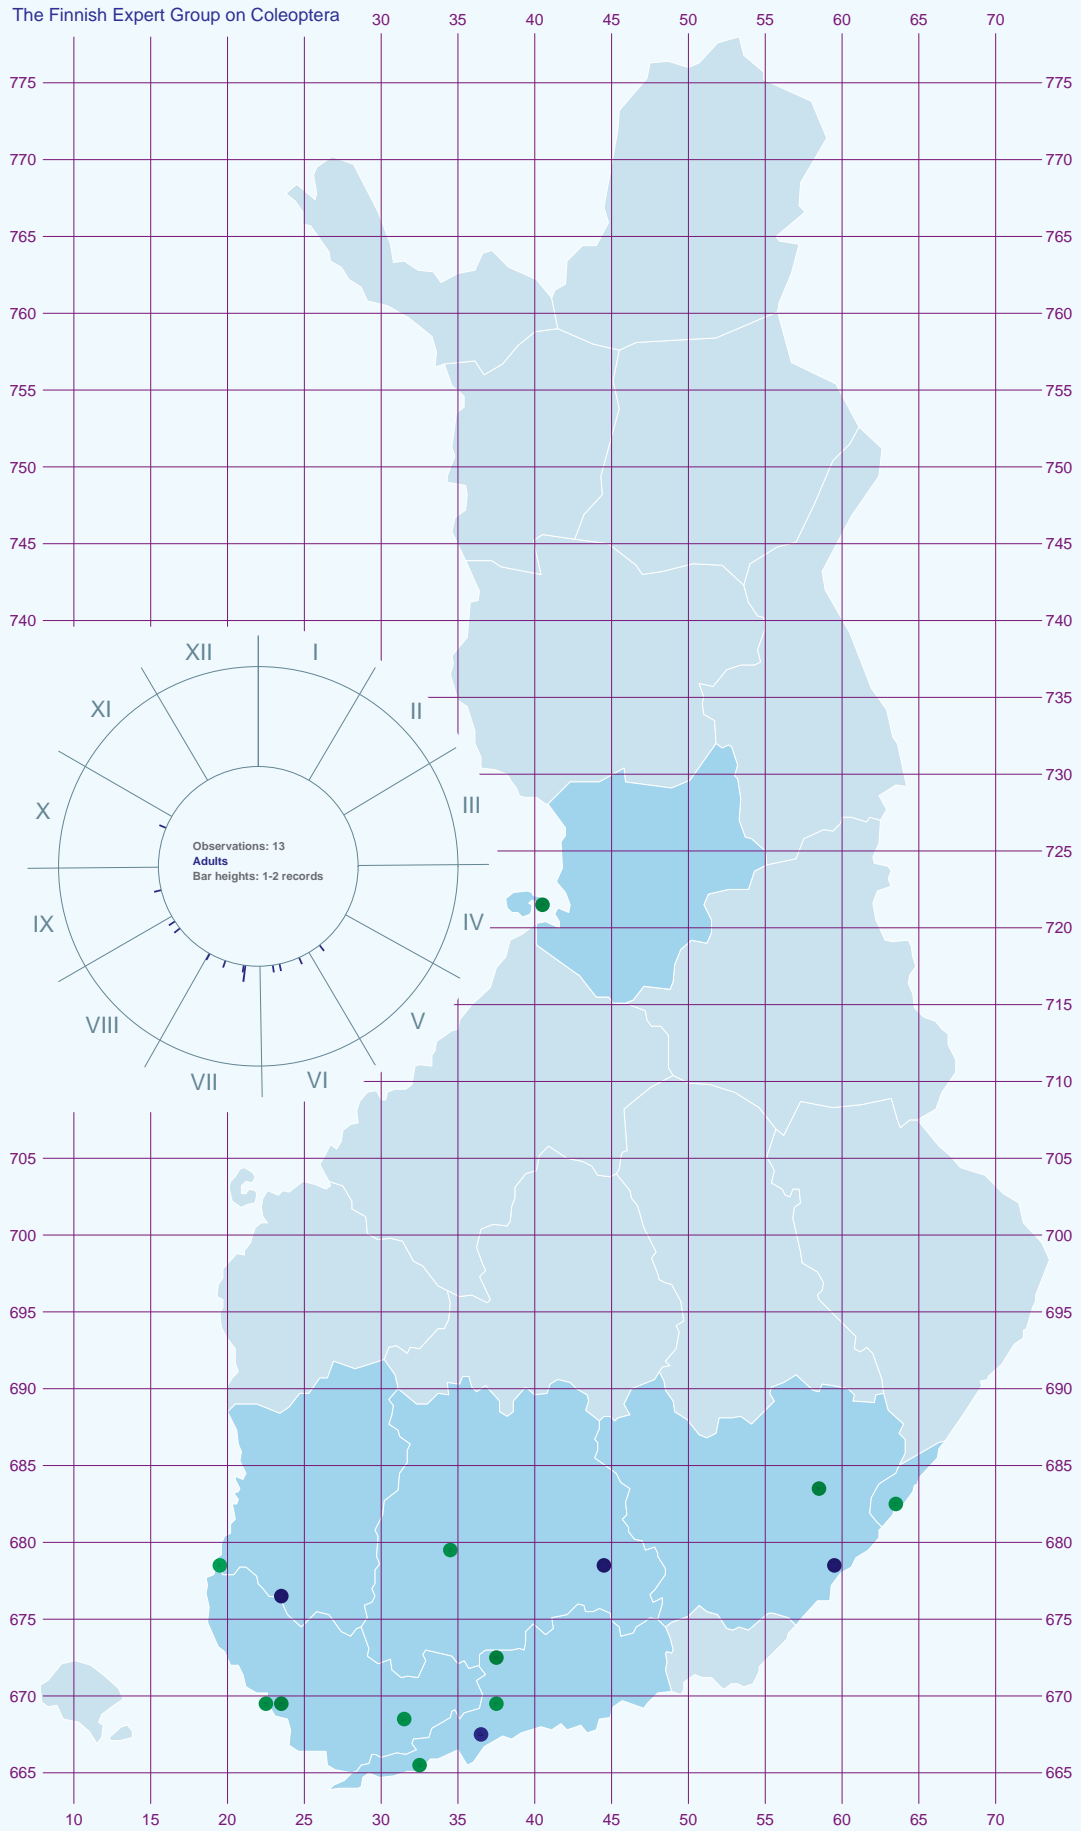 The Finnish Expert Group on Coleoptera
30 35 40 45 50 55 60 65 70
775 775
770 770
765 765
760 760
755 755
750 750
745 745
740 740
XII I
735
XI II
730
X III
Observations: 13
Adults
Bar heights: 1-2 records
725
IX IV
720
715
VIII V
VII VI
710
705 705
700 700
695 695
690 690
685 685
680 680
675 675
670 670
665 665
10 15 20 25 30 35 40 45 50 55 60 65 70